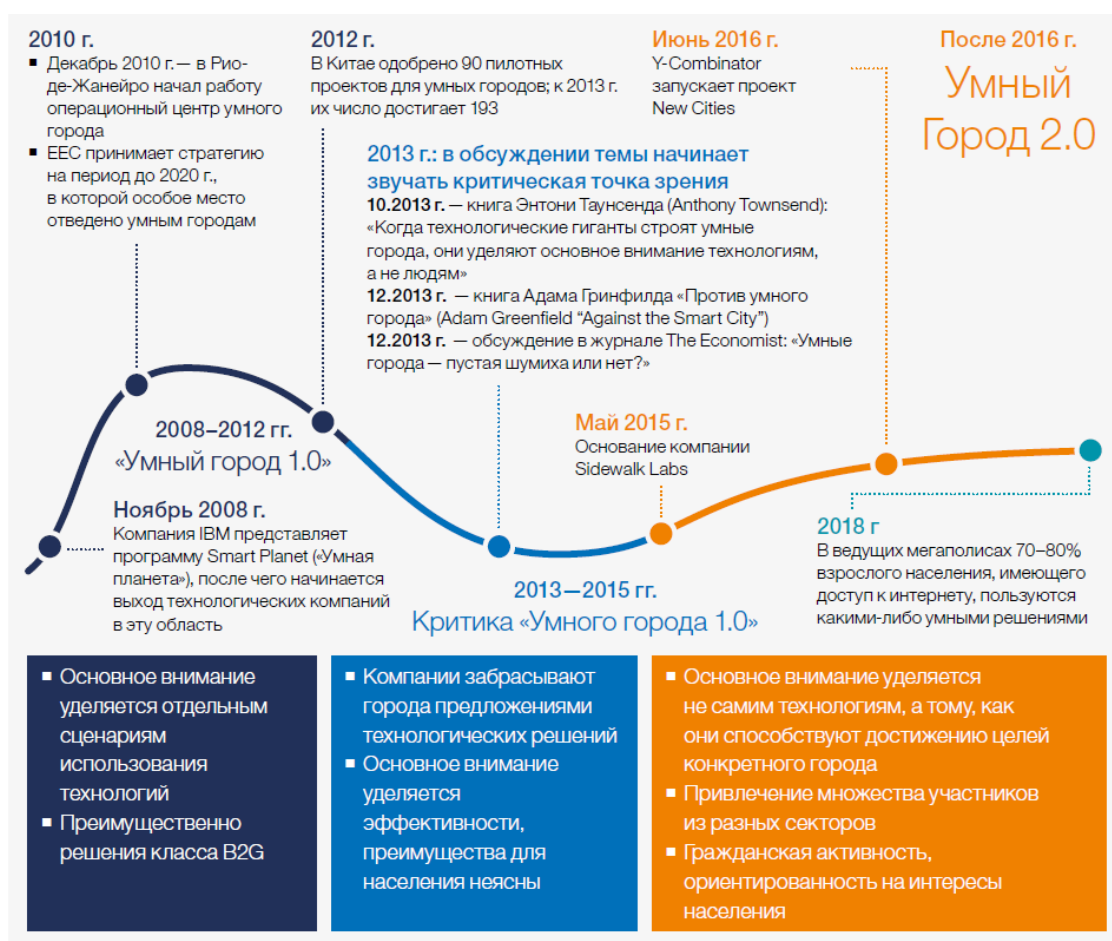 2010 г.
▪ Декабрь 2010 г.— в Рио-
де-Жанейро начал работу
операционный центр умного
города
▪ ЕЕС принимает стратегию
на период до 2020 г.,
в которой особое место
отведено умным городам
2012 г.
В Китае одобрено 90 пилотных
проектов для умных городов; к 2013 г.
их число достигает 193
Июнь 2016 г.
Y-Combinator
запускает проект
New Cities
После 2016 г.
Умный
Город 2.0
2013 г.: в обсуждении темы начинает
звучать критическая точка зрения
10.2013 г. — книга Энтони Таунсенда (Anthony Townsend):
«Когда технологические гиганты строят умные
города, они уделяют основное внимание технологиям,
а не людям»
12.2013 г. — книга Адама Гринфилда «Против умного
города» (Adam Greenfield “Against the Smart City”)
12.2013 г. — обсуждение в журнале The Economist: «Умные
города — пустая шумиха или нет?»
2008–2012 гг.
«Умный город 1.0»
Май 2015 г.
Основание компании
Sidewalk Labs
Ноябрь 2008 г.
Компания IBM представляет
программу Smart Planet («Умная
планета»), после чего начинается
выход технологических компаний
в эту область
2013—2015 гг.
Критика «Умного города 1.0»
2018 г
В ведущих мегаполисах 70–80%
взрослого населения, имеющего
доступ к интернету, пользуются
какими-либо умными решениями
▪ Основное внимание
уделяется отдельным
сценариям
использования
технологий
▪ Преимущественно
решения класса B2G
▪ Компании забрасывают
города предложениями
технологических решений
▪ Основное внимание
уделяется
эффективности,
преимущества для
населения неясны
▪ Основное внимание уделяется
не самим технологиям, а тому, как
они способствуют достижению целей
конкретного города
▪ Привлечение множества участников
из разных секторов
▪ Гражданская активность,
ориентированность на интересы
населения